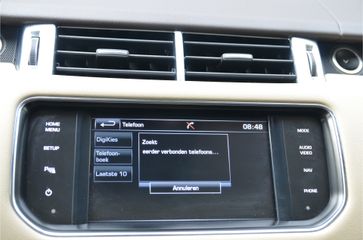 HOME
MENU
SETUP
Telefoon
08:48
DigiKies
Telefoon-
boek
Laatste 10
Zoekt
eerder verbonden telefoons...
Annuleren
MODE
AUDIO
VIDEO
NAV
PHONE